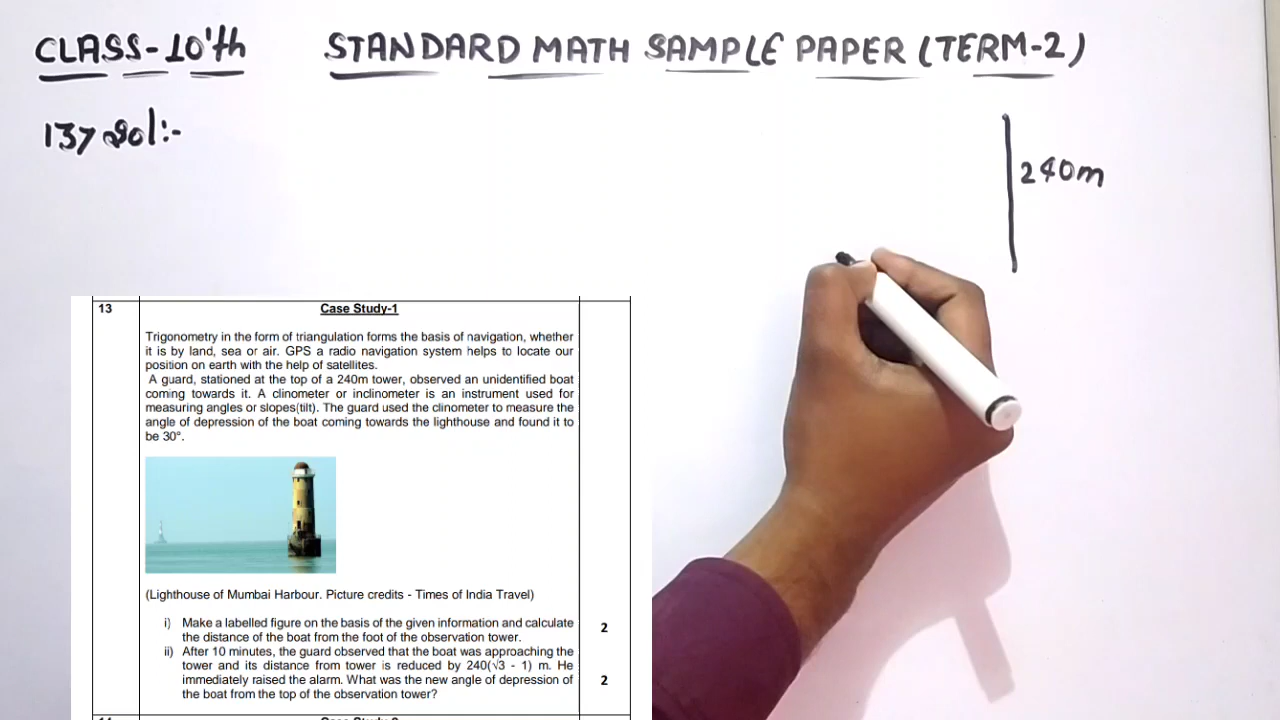 CLASS-10'th STANDARD MATH SAMPLE PAPER (TERM-2)
137 Sol:-
240m
13 Case Study-1
Trigonometry in the form of triangulation forms the basis of navigation, whether
it is by land, sea or air. GPS a radio navigation system helps to locate our
position on earth with the help of satellites.
A guard, stationed at the top of a 240m tower, observed an unidentified boat
coming towards it. A clinometer or inclinometer is an instrument used for
measuring angles or slopes(tilt). The guard used the clinometer to measure the
angle of depression of the boat coming towards the lighthouse and found it to
be 30°.
(Lighthouse of Mumbai Harbour. Picture credits - Times of India Travel)
i) Make a labelled figure on the basis of the given information and calculate
the distance of the boat from the foot of the observation tower. 2
ii) After 10 minutes, the guard observed that the boat was approaching the
tower and its distance from tower is reduced by 240(√3 - 1) m. He
immediately raised the alarm. What was the new angle of depression of 2
the boat from the top of the observation tower?